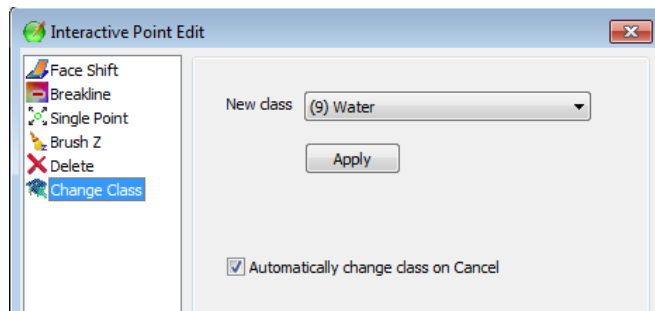 Interactive Point Edit
Face Shift
Breakline
Single Point
Brush Z
Delete
Change Class
New class
(9) Water
Apply
Automatically change class on Cancel